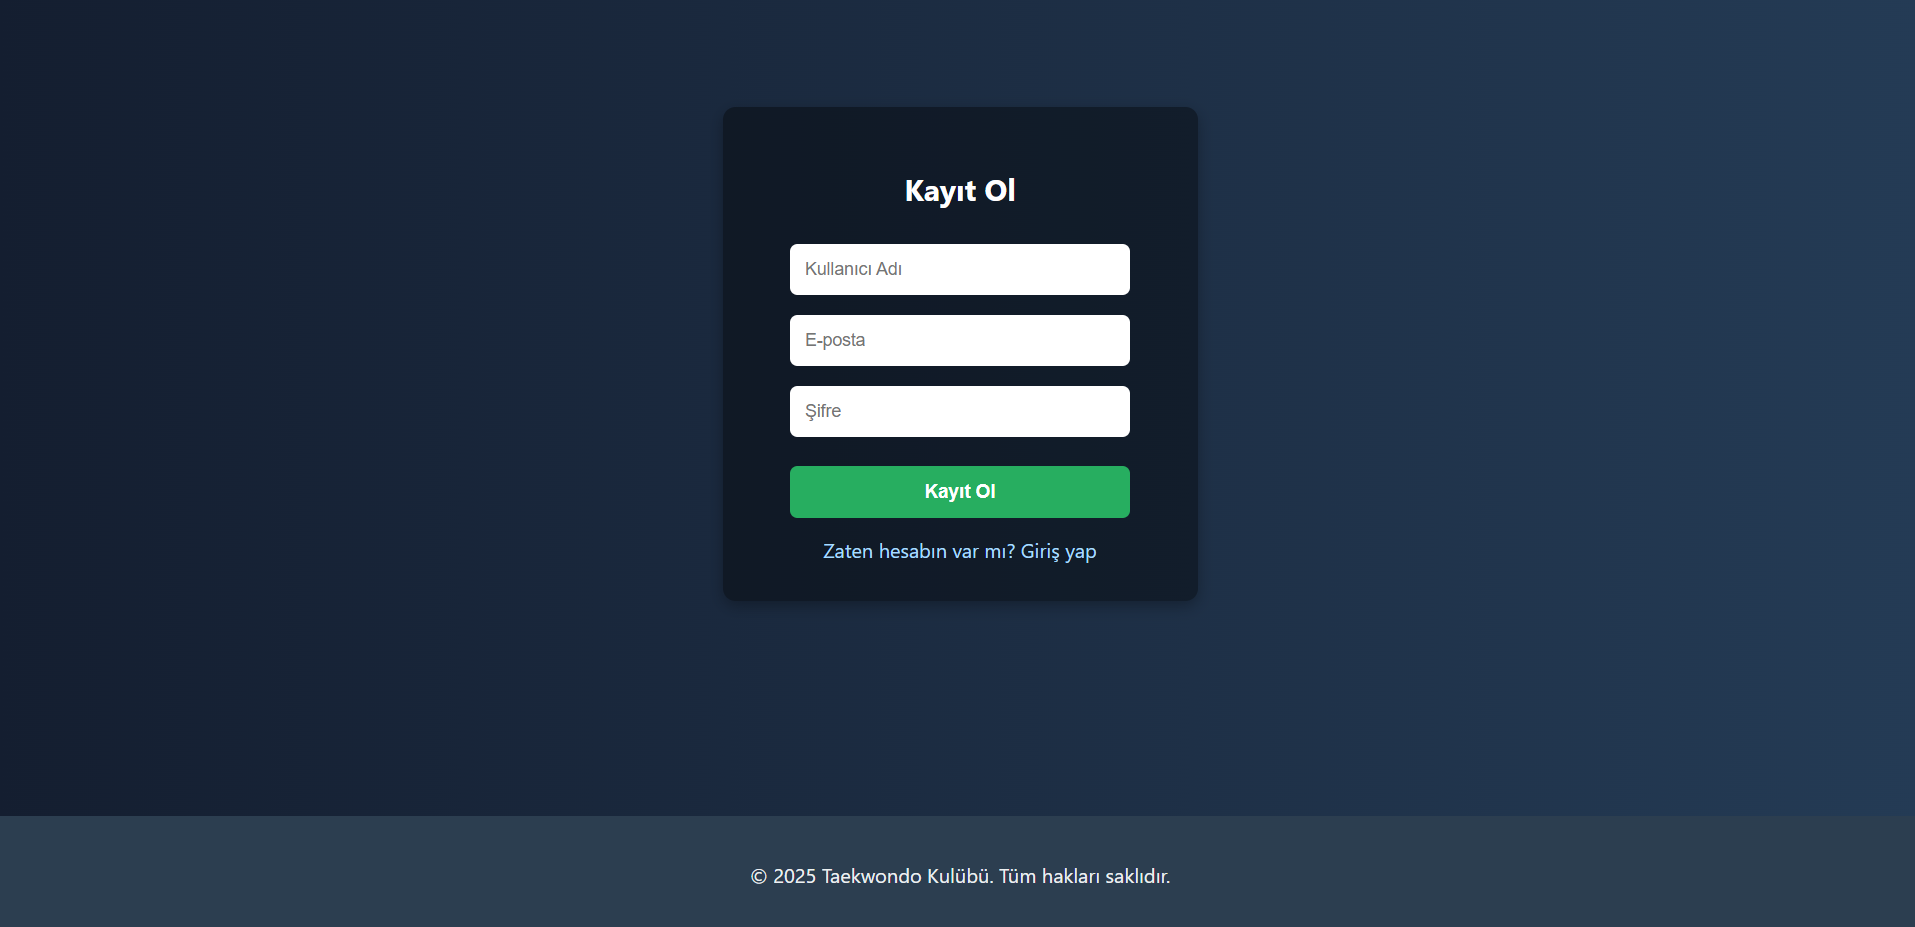 Kayıt Ol
Kullanıcı Adı
E-posta
Şifre
Kayıt Ol
Zaten hesabın var mı? Giriş yap
© 2025 Taekwondo Kulübü. Tüm hakları saklıdır.